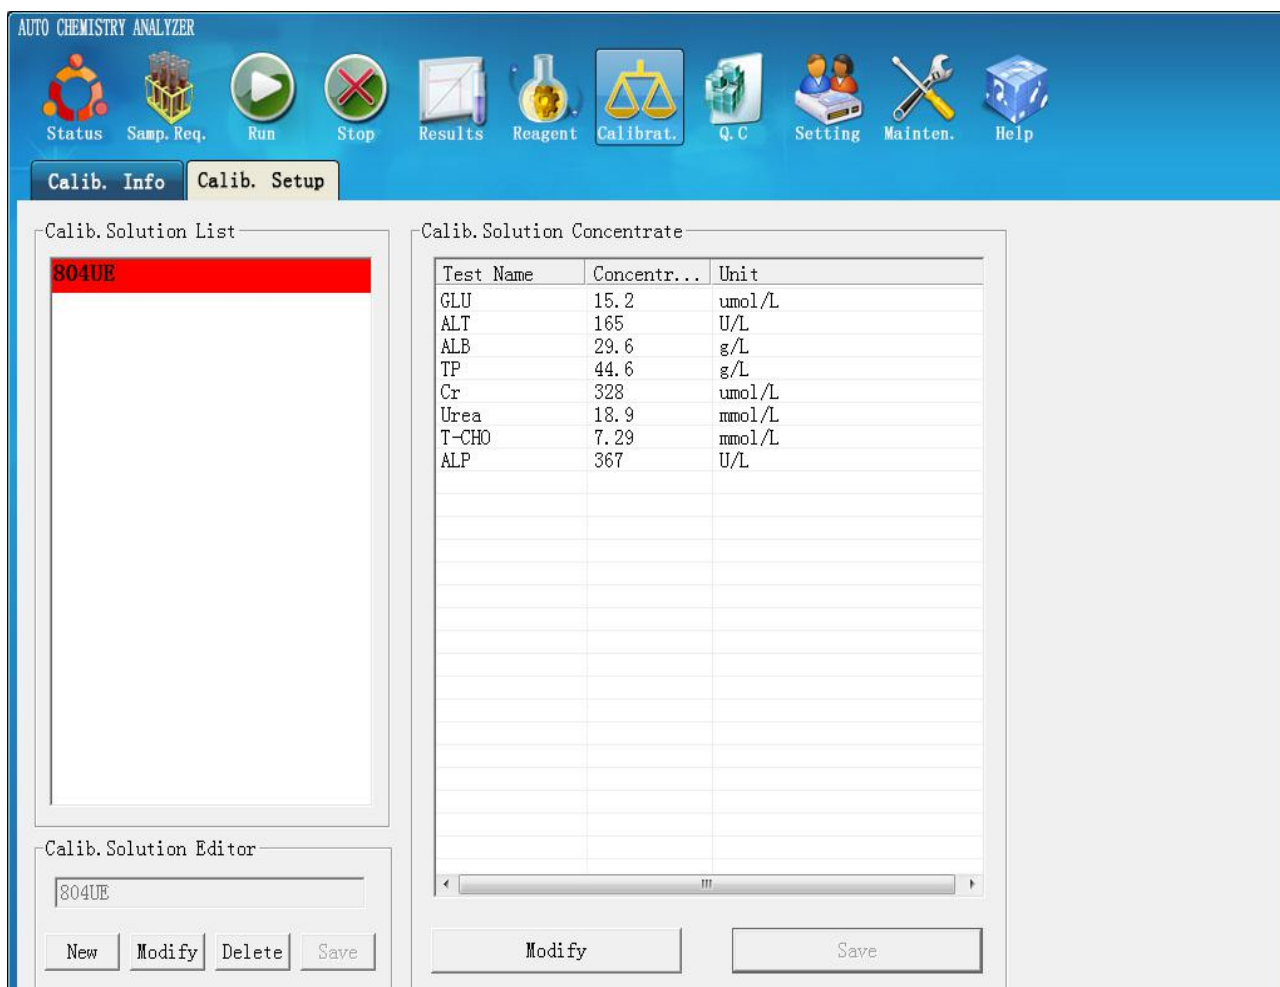 AUTO CHEMISTRY ANALYZER
Status Samp. Req. Run Stop Results Reagent Calibrat. Q.C Setting Mainten. Help
Calib. Info Calib. Setup
Calib. Solution List
804UE
Calib. Solution Concentrate
Test Name Concentr... Unit
GLU 15.2 umol/L
ALT 165 U/L
ALB 29.6 g/L
TP 44.6 g/L
Cr 328 umol/L
Urea 18.9 mmol/L
T-CHO 7.29 mmol/L
ALP 367 U/L
Calib. Solution Editor
804UE
New Modify Delete Save
Modify Save